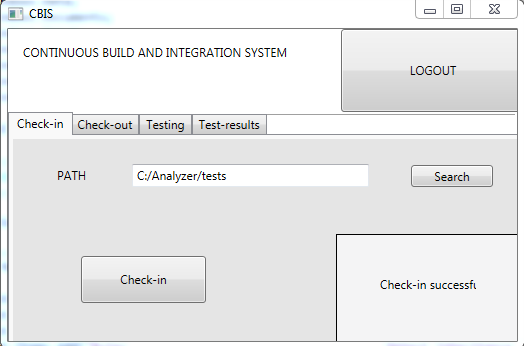 CBIS
CONTINUOUS BUILD AND INTEGRATION SYSTEM
LOGOUT
Check-in Check-out Testing Test-results
PATH C:/Analyzer/tests Search
Check-in
Check-in successfu